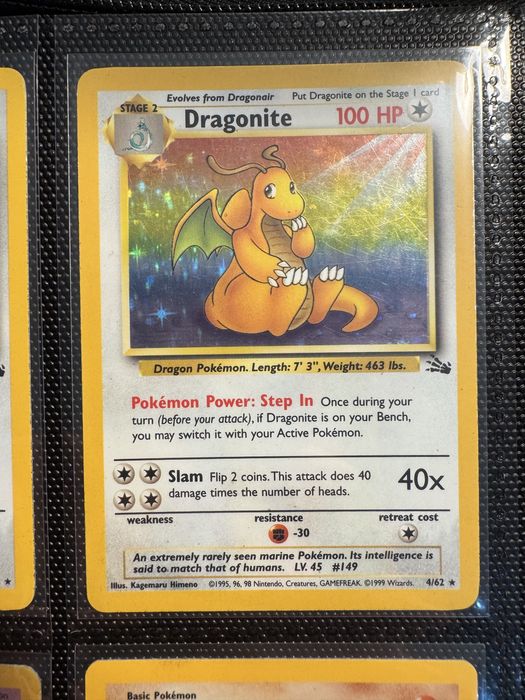 Evolves from Dragonair Put Dragonite on the Stage 1 card
STAGE 2
Dragonite 100 HP
Dragon Pokémon. Length: 7' 3", Weight: 463 lbs.
Pokémon Power: Step In Once during your
turn (before your attack), if Dragonite is on your Bench,
you may switch it with your Active Pokémon.
Slam Flip 2 coins. This attack does 40
damage times the number of heads.
40x
weakness resistance retreat cost
-30
An extremely rarely seen marine Pokémon. Its intelligence is
said to match that of humans. LV. 45 #149
Illus. Kagemaru Himeno ©1995, 96, 98 Nintendo, Creatures, GAMEFREAK. ©1999 Wizards. 4/62 ★
Basic Pokémon